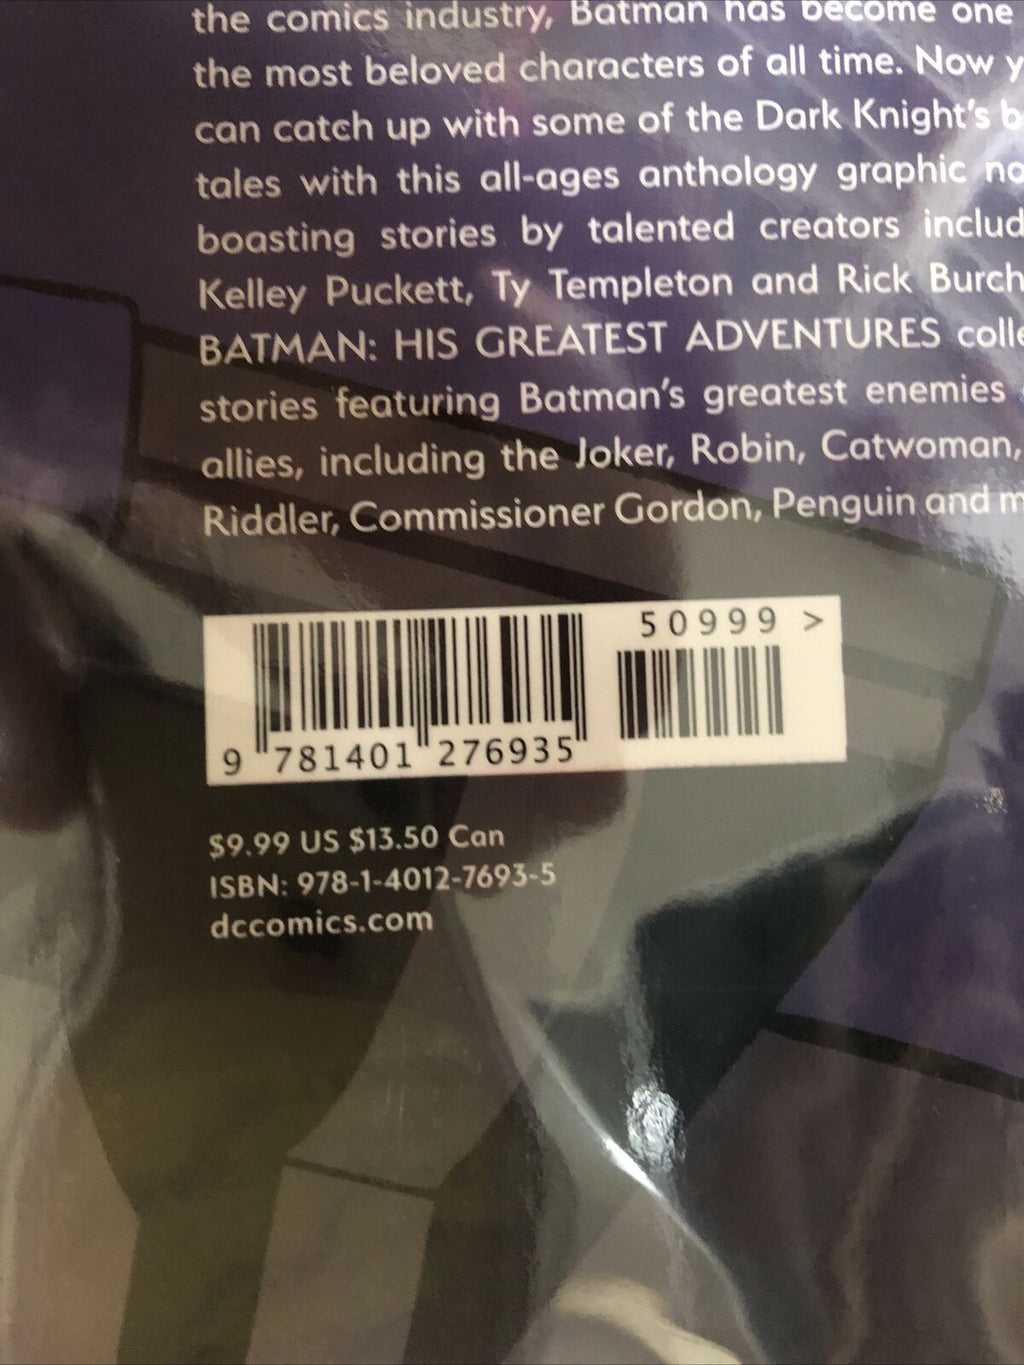 the comics industry, Batman has become one
the most beloved characters of all time. Now y
can catch up with some of the Dark Knight's b
tales with this all-ages anthology graphic no
boasting stories by talented creators includ
Kelley Puckett, Ty Templeton and Rick Burch
BATMAN: HIS GREATEST ADVENTURES colle
stories featuring Batman's greatest enemies
allies, including the Joker, Robin, Catwoman,
Riddler, Commissioner Gordon, Penguin and m
50999 >
9 781401 276935
$9.99 US $13.50 Can
ISBN: 978-1-4012-7693-5
dccomics.com